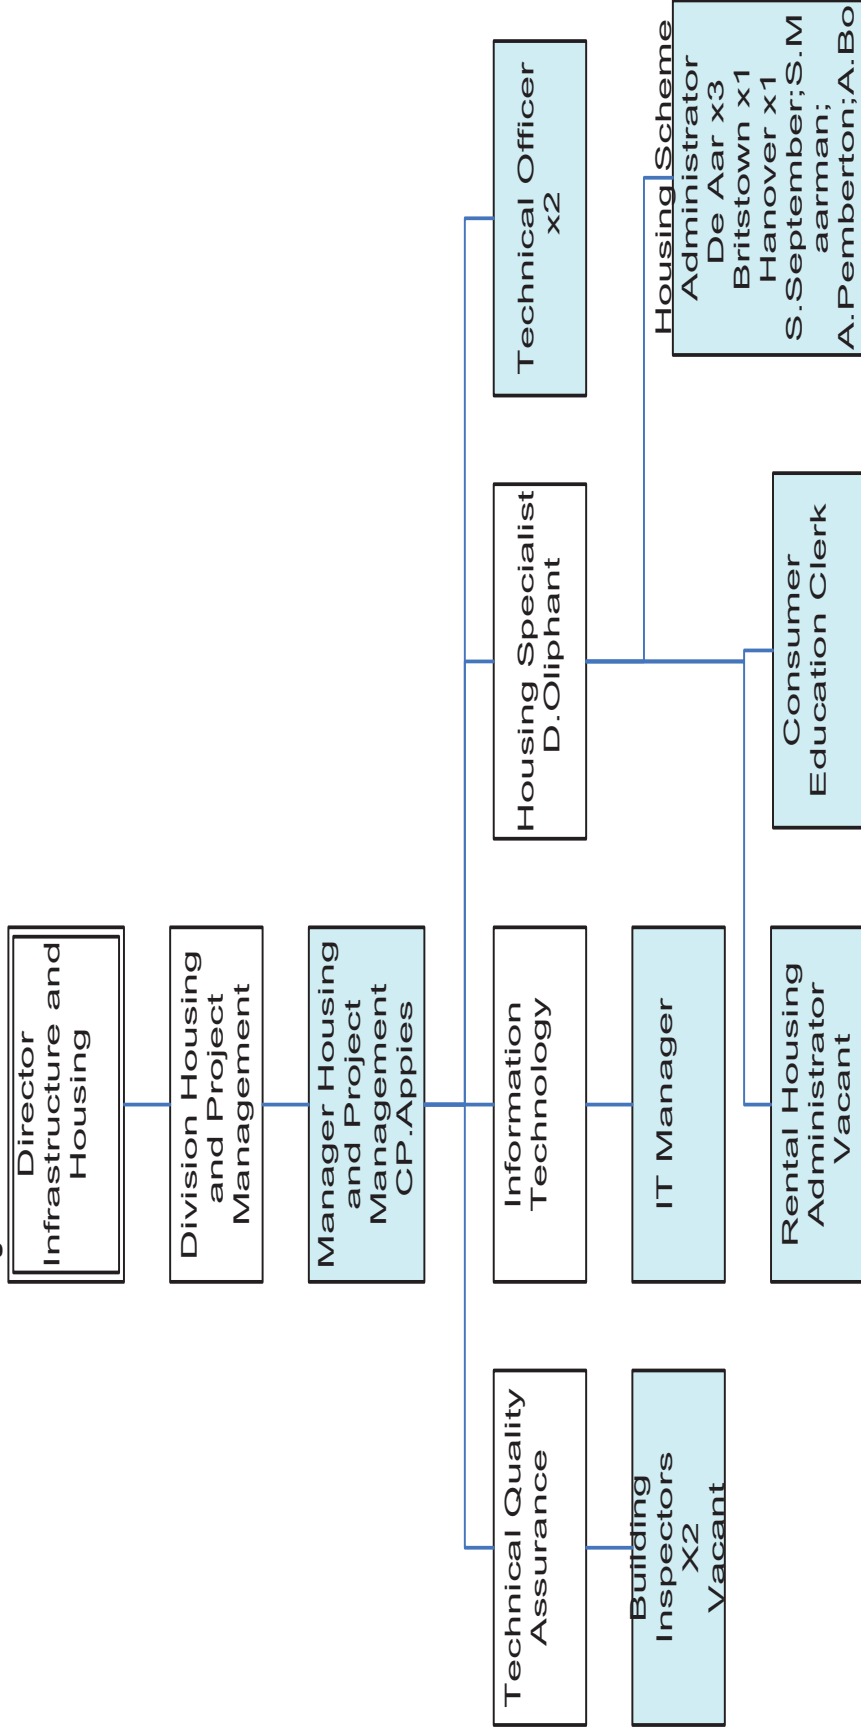 Director
Infrastructure and
Housing
Division Housing
and Project
Management
Manager Housing
and Project
Management
CP.Appies
Technical Quality
Assurance
Information
Technology
Housing Specialist
D.Oliphant
Technical Officer
x2
Building
Inspectors
X2
Vacant
IT Manager
Rental Housing
Administrator
Vacant
Consumer
Education Clerk
Housing Scheme
Administrator
De Aar x3
Britstown x1
Hanover x1
S.September;S.M
aarman;
A.Pemberton;A.Bo